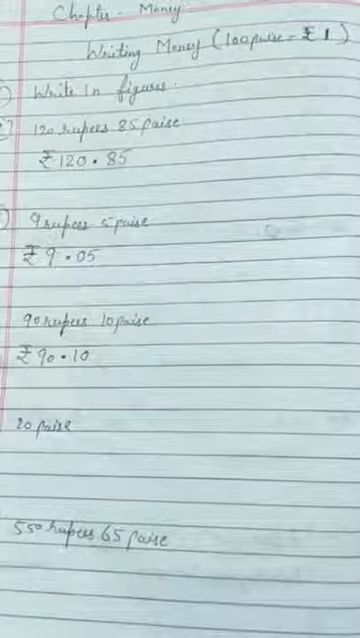 Chapter. Money
Writing Money (100 paise = ₹ 1)
Write in figures.
120 rupees 85 paise
₹ 120.85
9 rupees 5 paise
₹ 9.05
90 rupees 10 paise
₹ 90.10
20 paise
550 rupees 65 paise